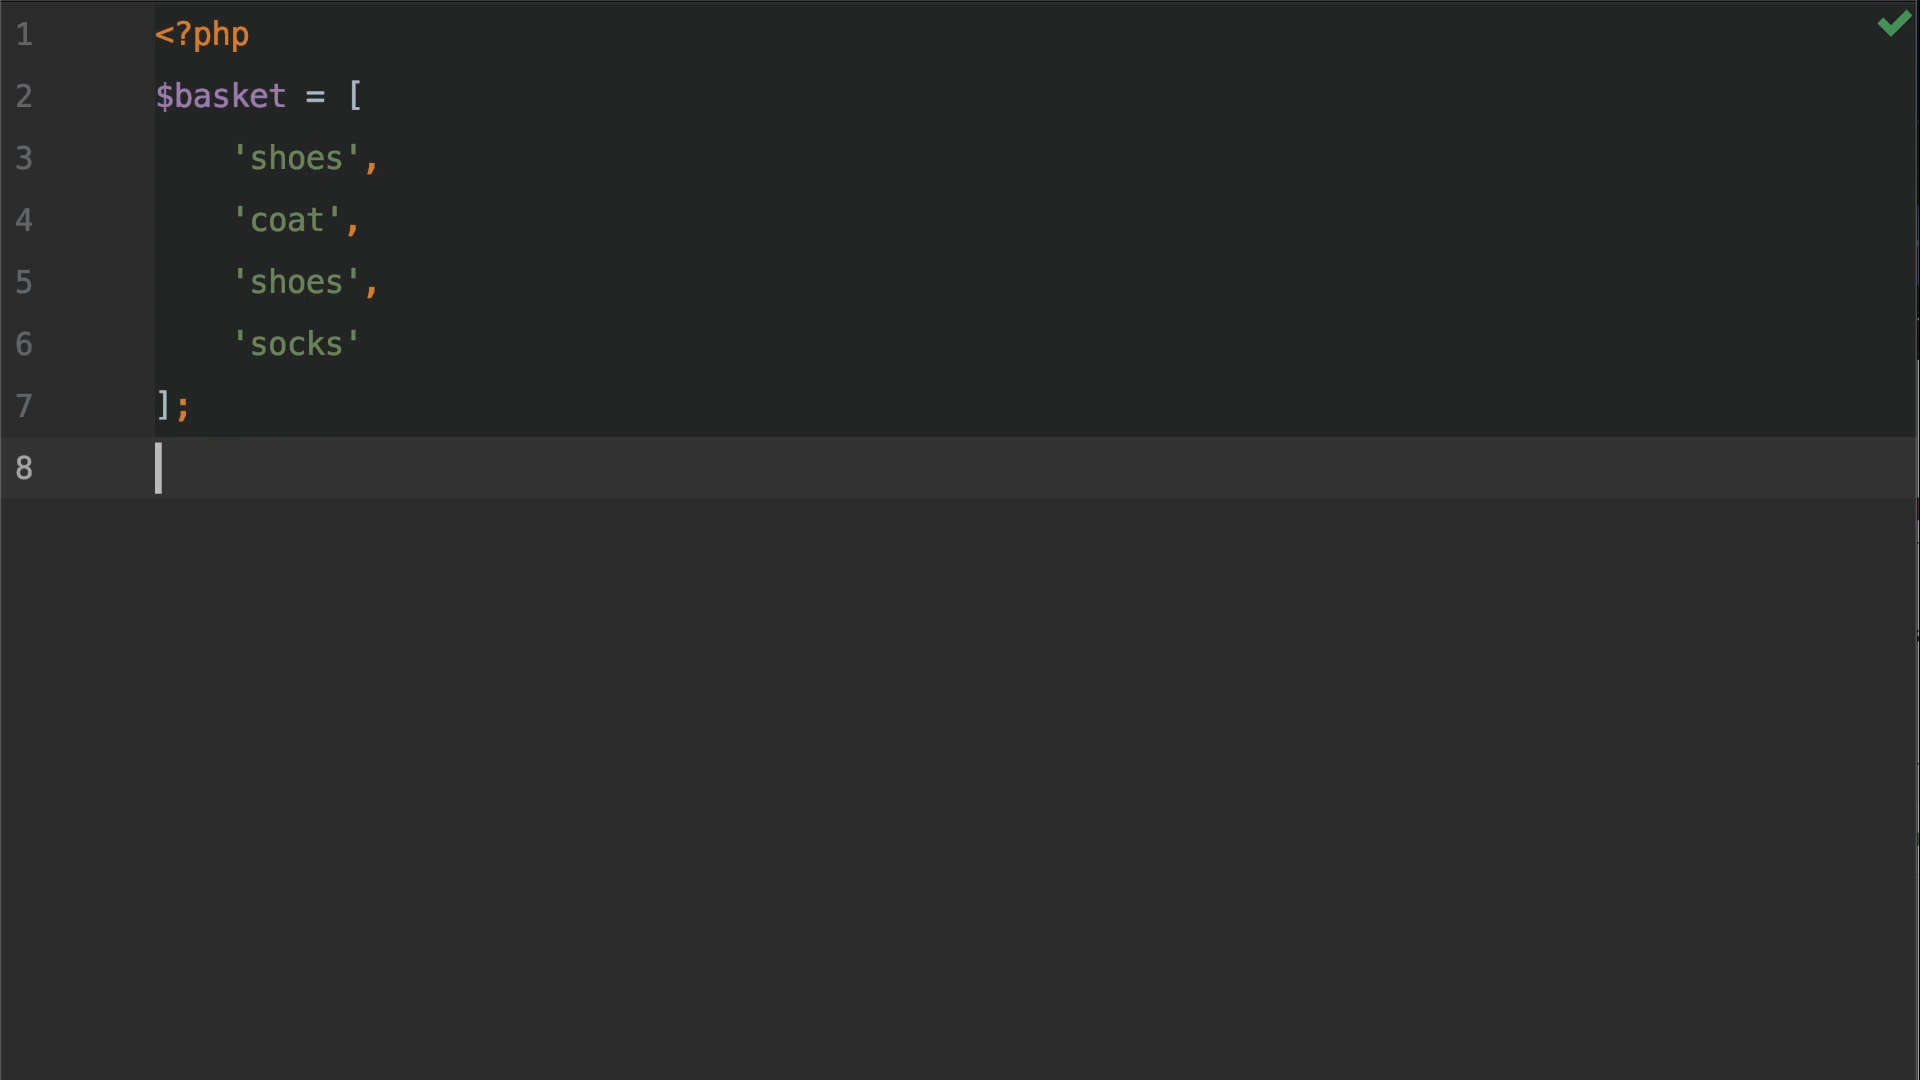 1 <?php
2 $basket = [
3     'shoes',
4     'coat',
5     'shoes',
6     'socks'
7 ];
8